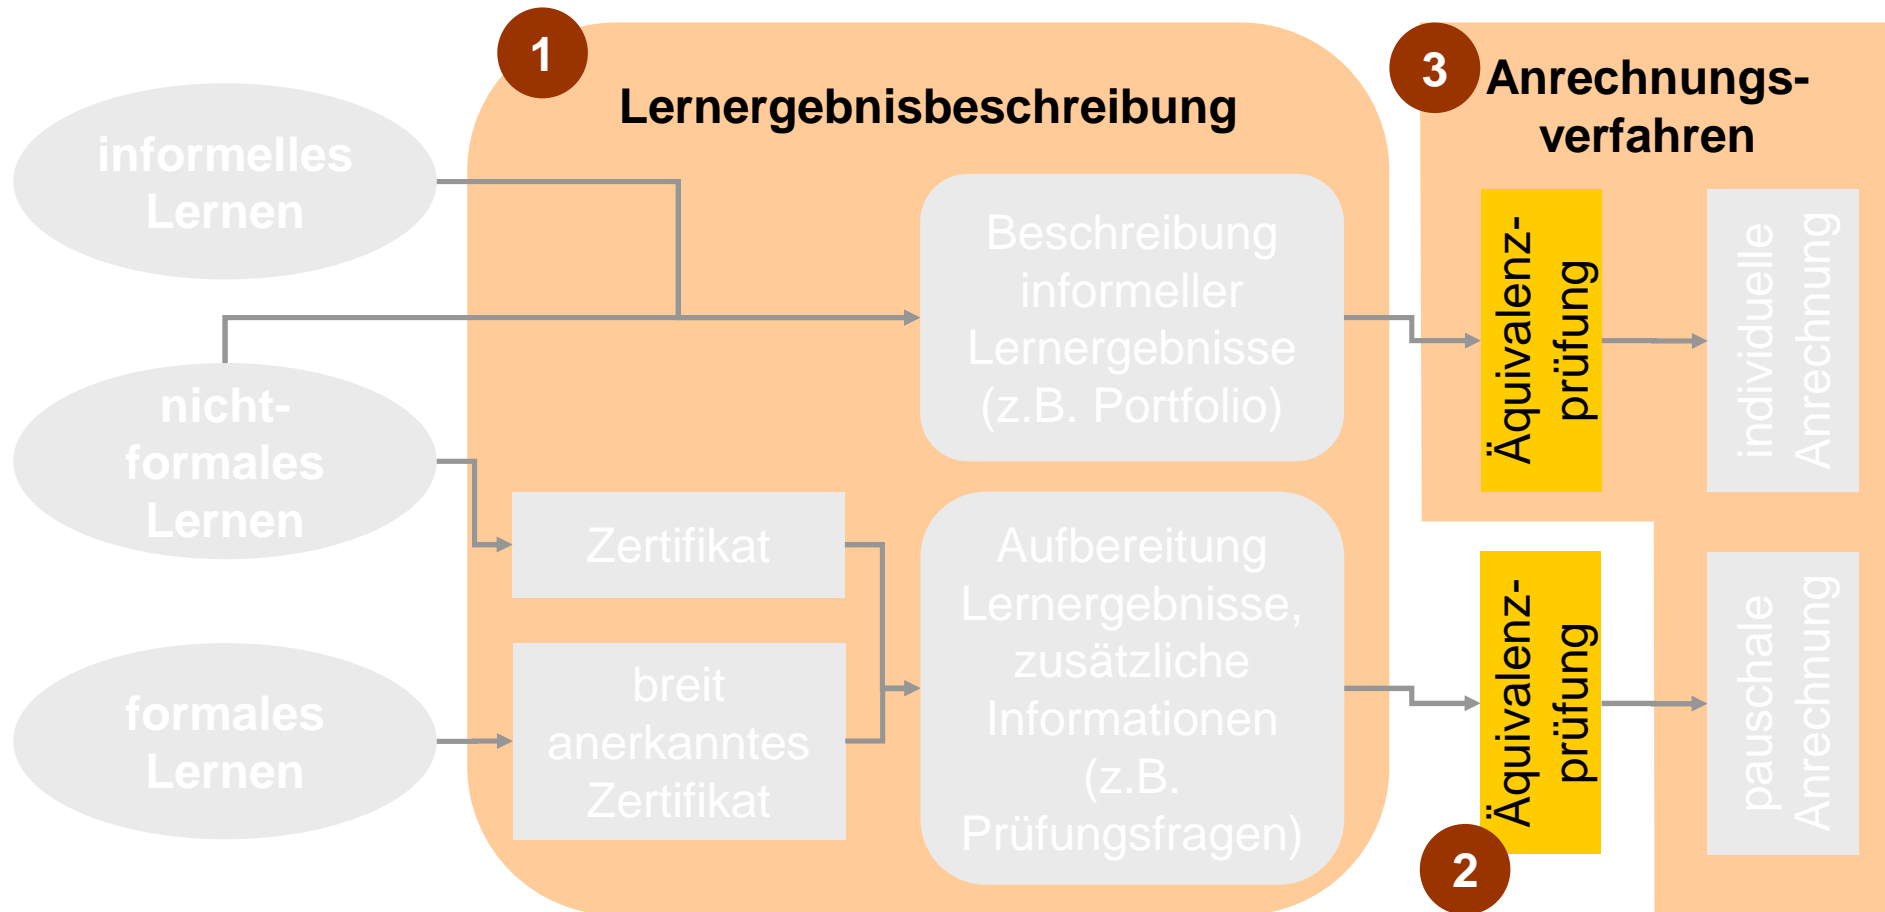 1
Lernergebnisbeschreibung
3
Anrechnungs-
verfahren
informelles
Lernen
nicht-
formales
Lernen
formales
Lernen
Zertifikat
breit
anerkanntes
Zertifikat
Beschreibung
informeller
Lernergebnisse
(z.B. Portfolio)
Aufbereitung
Lernergebnisse,
zusätzliche
Informationen
(z.B.
Prüfungsfragen)
Äquivalenz-
prüfung
individuelle
Anrechnung
Äquivalenz-
prüfung
2
pauschale
Anrechnung